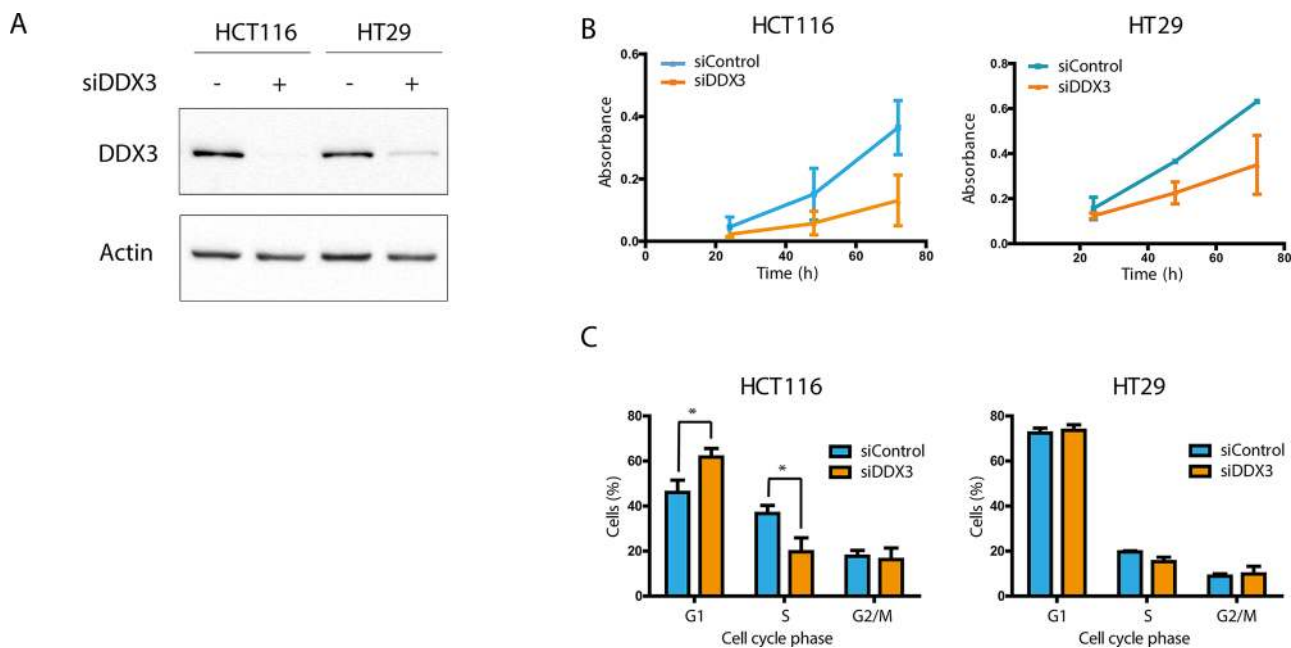 A
HCT116 HT29
siDDX3 - + - +
DDX3
Actin
B
HCT116
siControl
siDDX3
Absorbance
0.6
0.4
0.2
0.0
0 20 40 60 80
Time (h)
HT29
siControl
siDDX3
Absorbance
0.8
0.6
0.4
0.2
0.0
20 40 60 80
Time (h)
C
HCT116
*
*
siControl
siDDX3
Cells (%)
80
60
40
20
0
G1 S G2/M
Cell cycle phase
HT29
siControl
siDDX3
Cells (%)
80
60
40
20
0
G1 S G2/M
Cell cycle phase